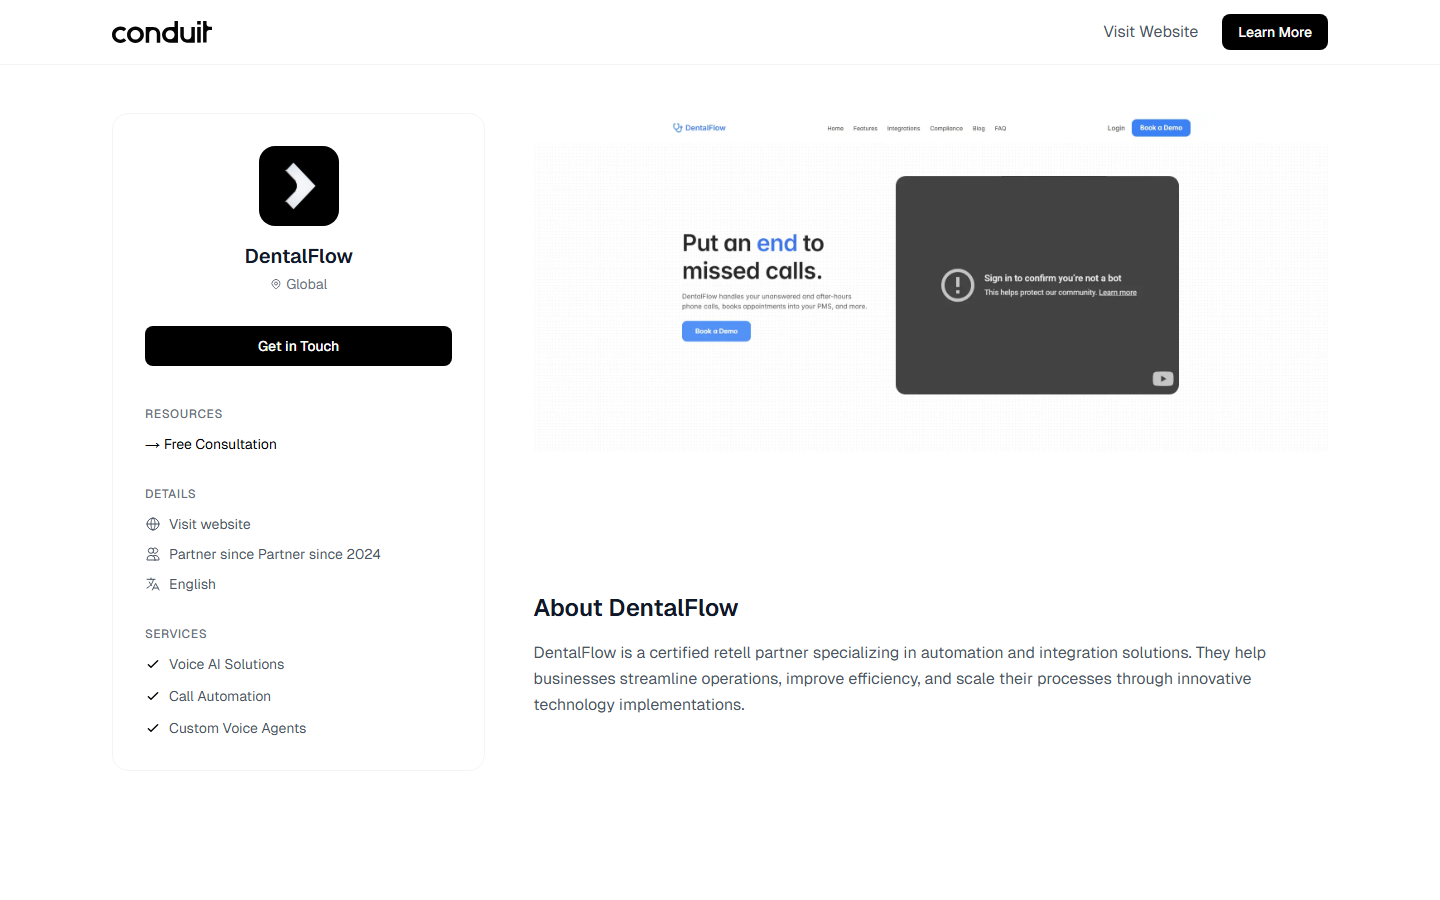 conduit
Visit Website
Learn More
DentalFlow
Global
Get in Touch
RESOURCES
→ Free Consultation
DETAILS
Visit website
Partner since Partner since 2024
English
SERVICES
Voice AI Solutions
Call Automation
Custom Voice Agents
DentalFlow
Home Features Integrations Compliance Blog FAQ
Login
Book a Demo
Put an end to
missed calls.
DentalFlow handles your unanswered and after-hours
phone calls, books appointments into your PMS, and more.
Book a Demo
Sign in to confirm you're not a bot
This helps protect our community. Learn more
About DentalFlow
DentalFlow is a certified retell partner specializing in automation and integration solutions. They help
businesses streamline operations, improve efficiency, and scale their processes through innovative
technology implementations.